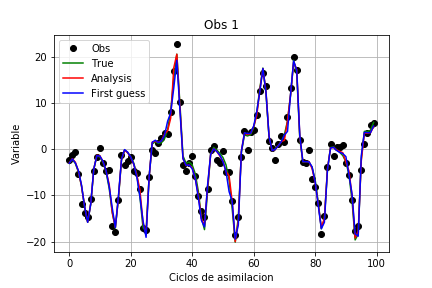 Obs 1
Obs
True
Analysis
First guess
Variable
20
10
0
−10
−20
0 20 40 60 80 100
Ciclos de asimilacion